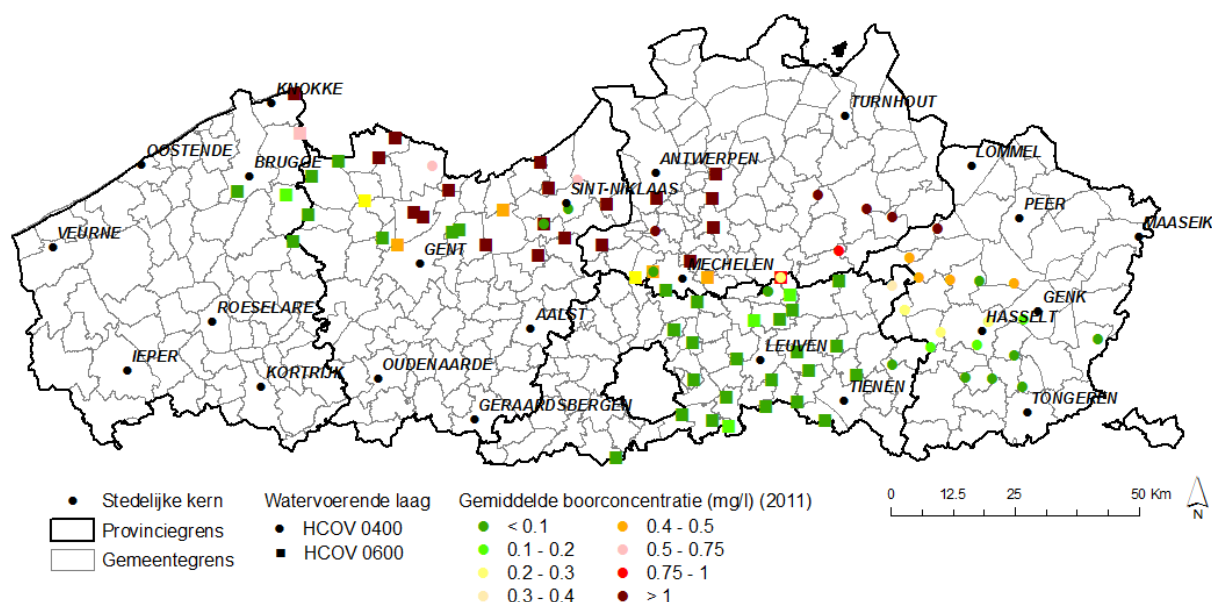 KNOKKE
TURNHOUT
OOSTENDE
BRUGGE
ANTWERPEN
LOMMEL
SINT-NIKLAAS
PEER
MAASEIK
VEURNE
GENT
MECHELEN
GENK
ROESELARE
AALST
HASSELT
IEPER
OUDENAARDE
LEUVEN
KORTRIJK
TIENEN
GERAARDSBERGEN
TONGEREN
Stedelijke kern
Provinciegrens
Gemeentegrens
Watervoerende laag
HCOV 0400
HCOV 0600
Gemiddelde boorconcentratie (mg/l) (2011)
< 0.1
0.1 - 0.2
0.2 - 0.3
0.3 - 0.4
0.4 - 0.5
0.5 - 0.75
0.75 - 1
> 1
0 12.5 25 50 Km
N